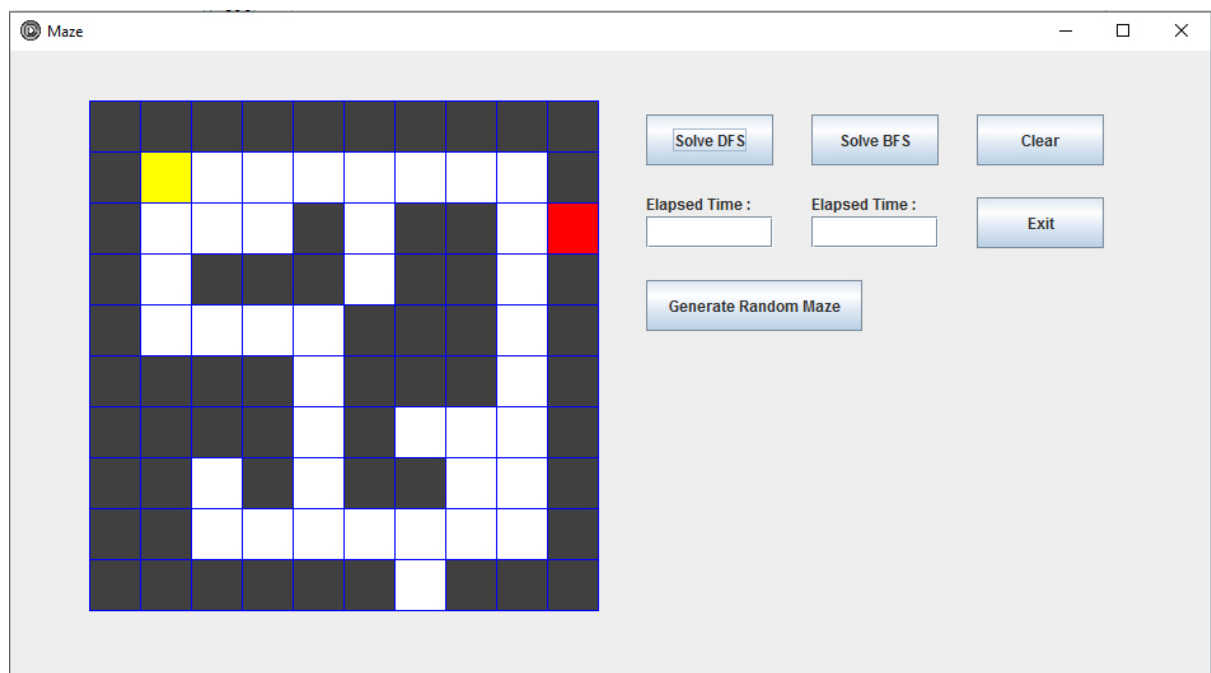 Maze
Solve DFS
Solve BFS
Clear
Elapsed Time :
Elapsed Time :
Exit
Generate Random Maze